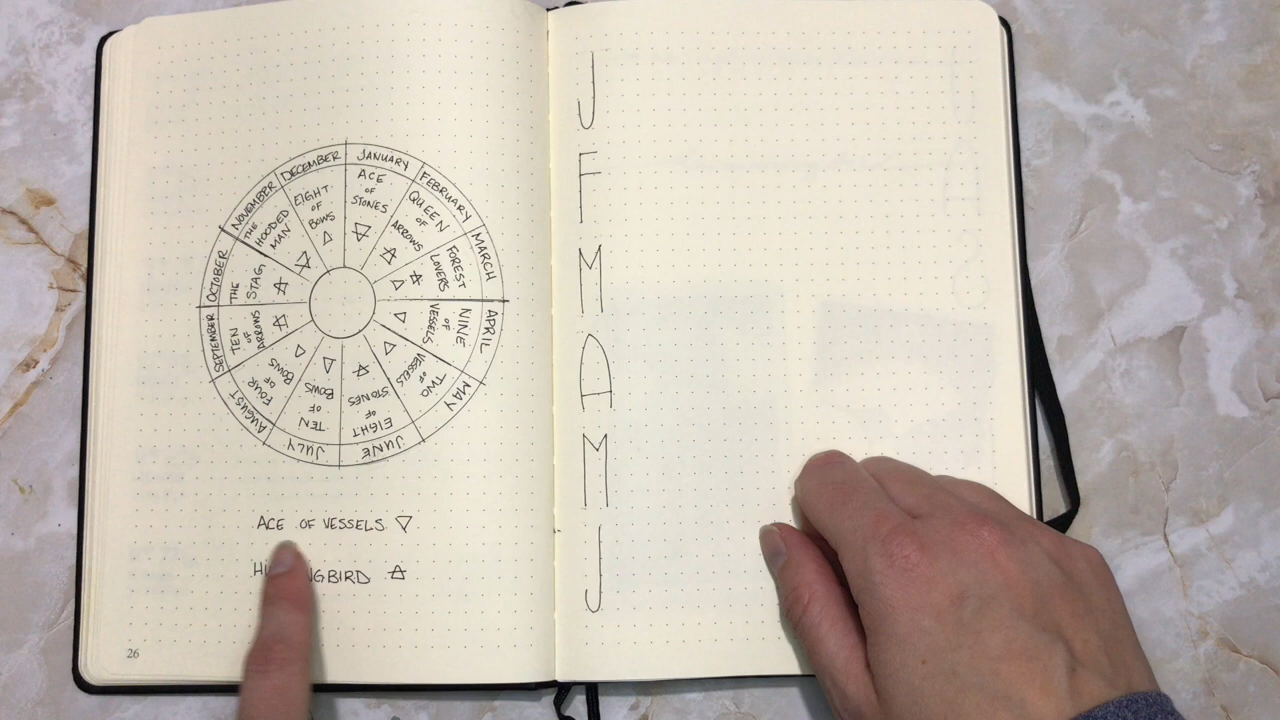 JANUARY
ACE
OF
STONES
FEBRUARY
QUEEN
OF
ARROWS
MARCH
FOREST
LOVERS
APRIL
NINE
OF
VESSELS
MAY
TWO
OF
VESSELS
JUNE
EIGHT
OF
STONES
JULY
TEN
OF
BOWS
AUGUST
FOUR
OF
BOWS
SEPTEMBER
TEN
OF
ARROWS
OCTOBER
THE
STAG
NOVEMBER
THE
HOODED
MAN
DECEMBER
EIGHT
OF
BOWS
ACE OF VESSELS
26
J
F
M
A
M
J